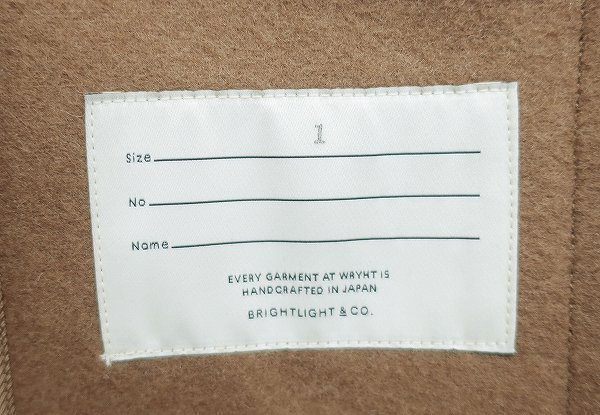 1
Size
No
Name
EVERY GARMENT AT WRYHT IS
HANDCRAFTED IN JAPAN
BRIGHTLIGHT & CO.